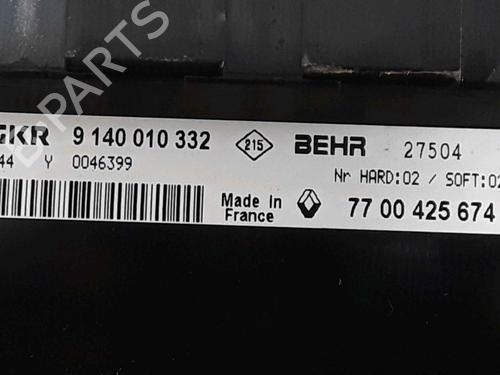 GKR 9 140 010 332 215 BEHR 27504
44 Y 0046399 Nr HARD:02 / SOFT:02
Made in France 77 00 425 674